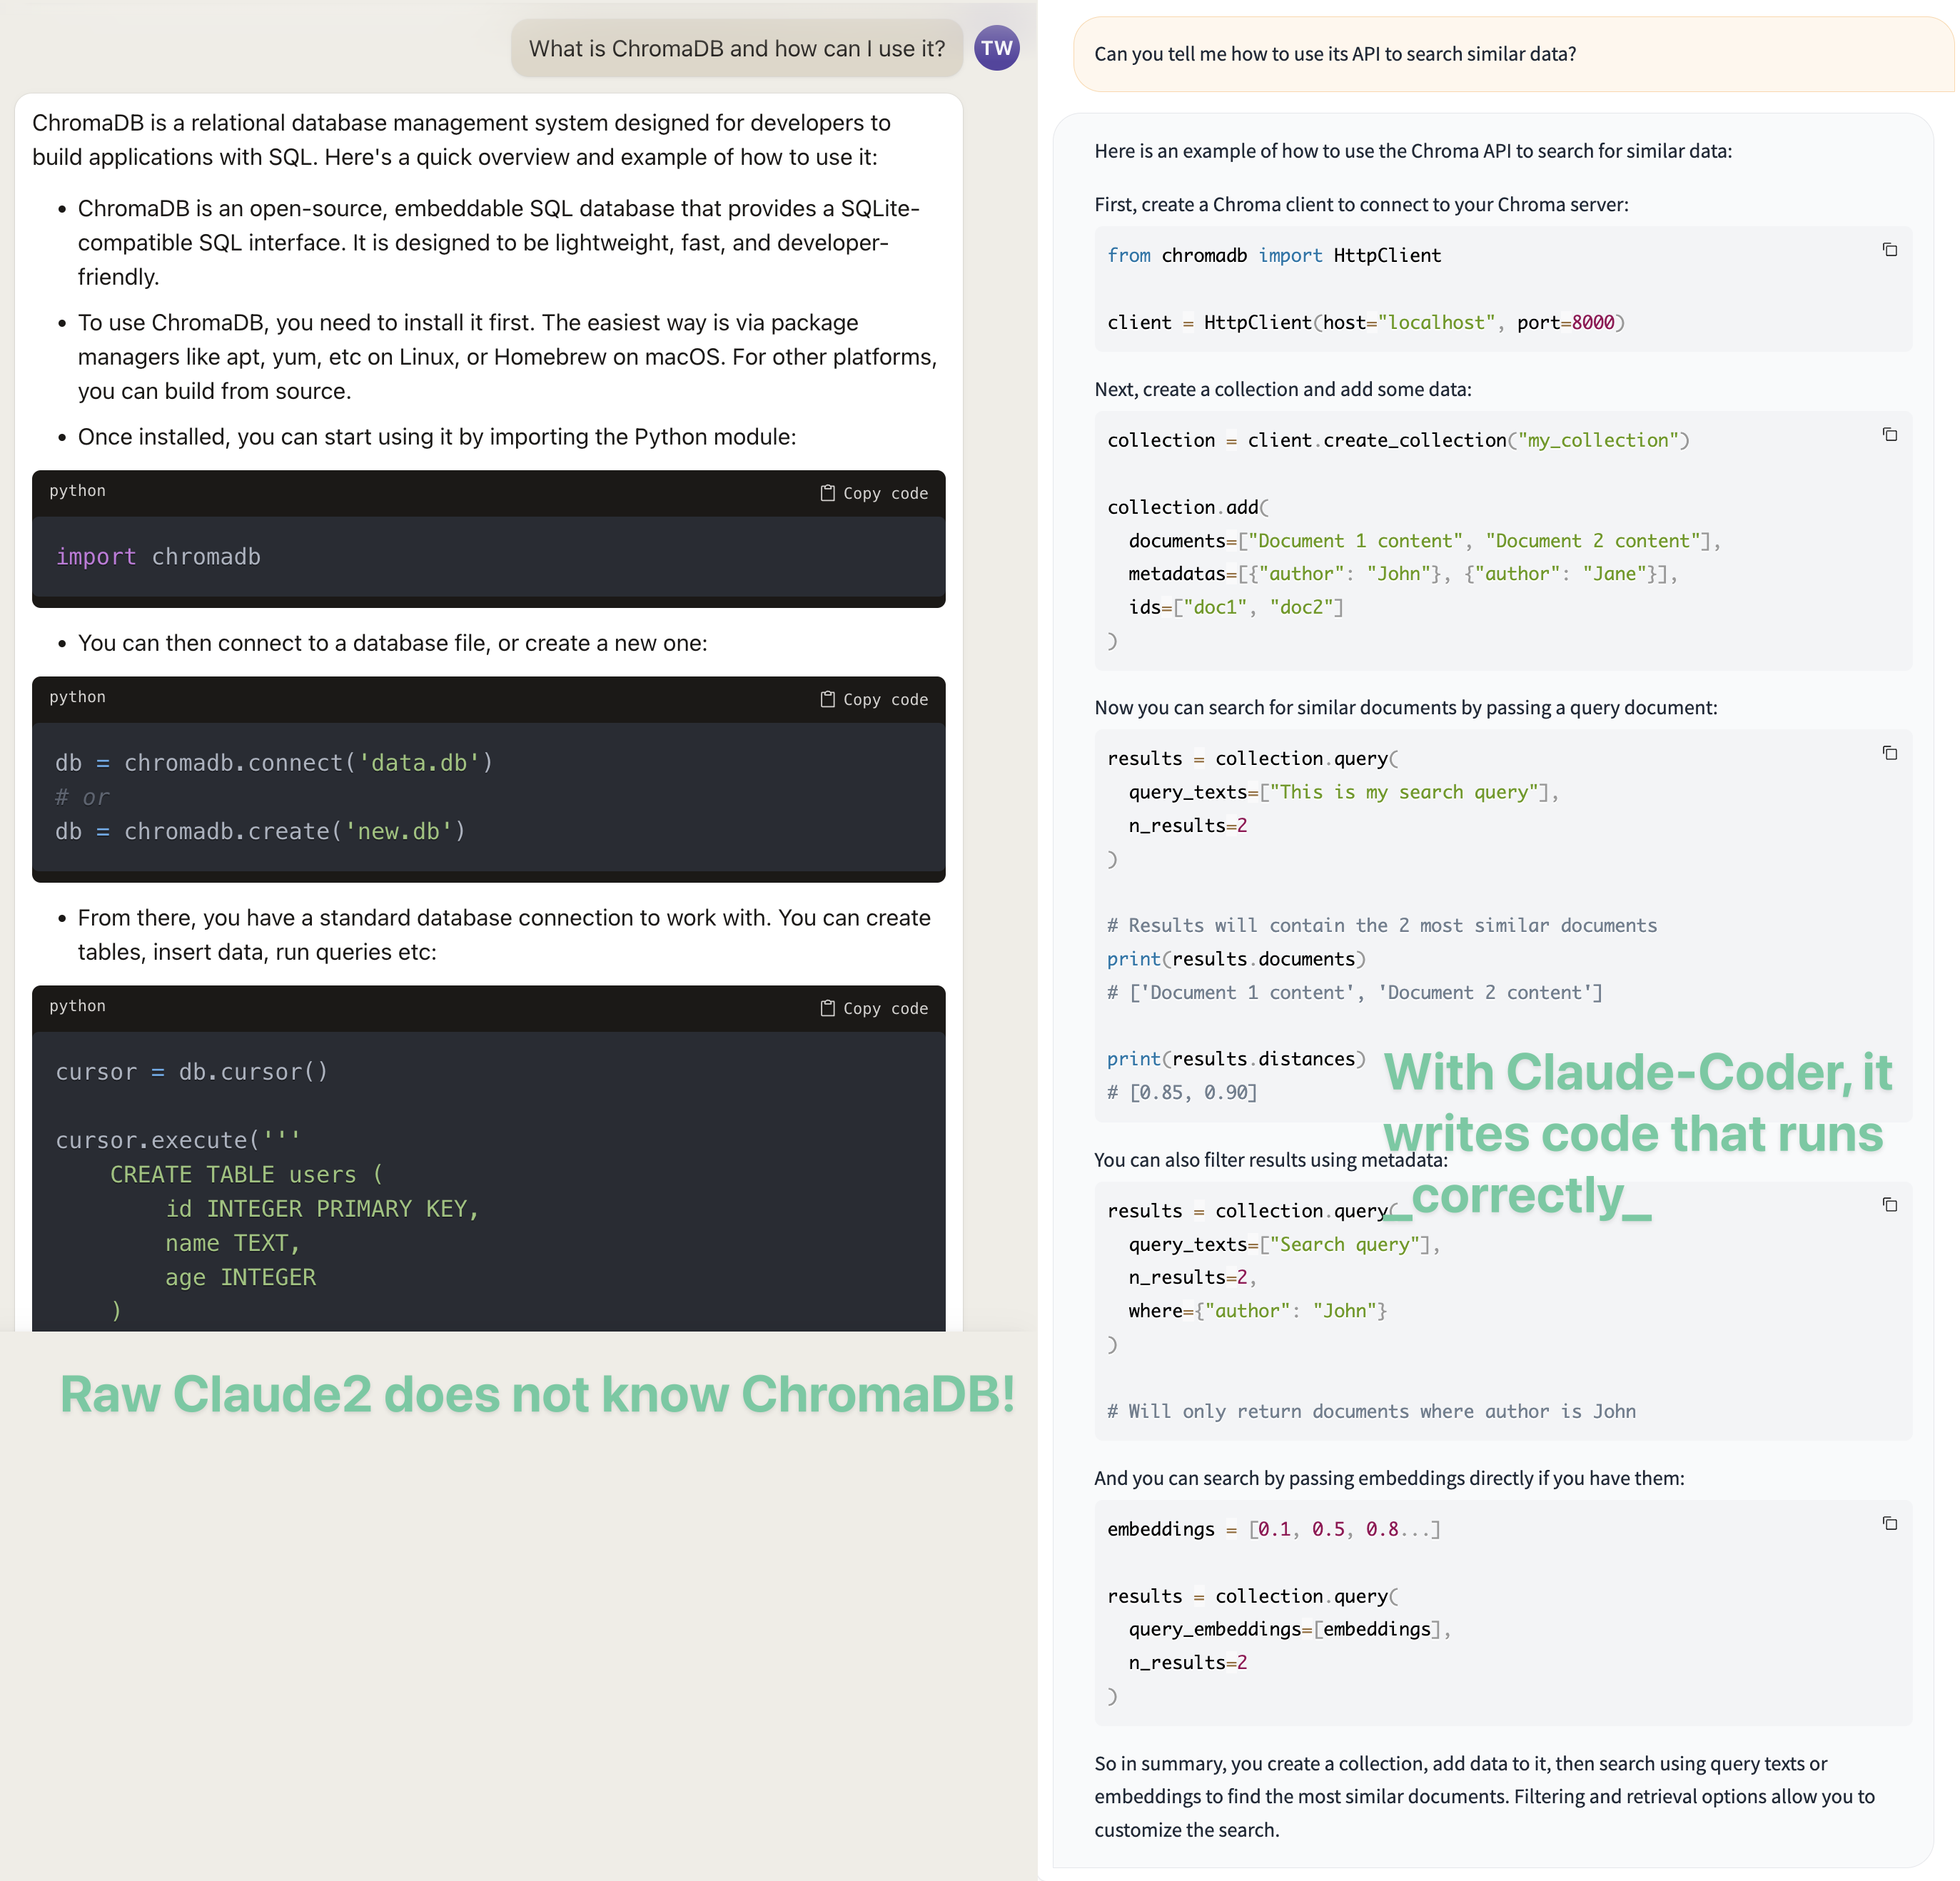 What is ChromaDB and how can I use it?
TW
ChromaDB is a relational database management system designed for developers to
build applications with SQL. Here's a quick overview and example of how to use it:
• ChromaDB is an open-source, embeddable SQL database that provides a SQLite-
compatible SQL interface. It is designed to be lightweight, fast, and developer-
friendly.
• To use ChromaDB, you need to install it first. The easiest way is via package
managers like apt, yum, etc on Linux, or Homebrew on macOS. For other platforms,
you can build from source.
• Once installed, you can start using it by importing the Python module:
python
Copy code
import chromadb
• You can then connect to a database file, or create a new one:
python
Copy code
db = chromadb.connect('data.db')
# or
db = chromadb.create('new.db')
• From there, you have a standard database connection to work with. You can create
tables, insert data, run queries etc:
python
Copy code
cursor = db.cursor()
cursor.execute('''
    CREATE TABLE users (
        id INTEGER PRIMARY KEY,
        name TEXT,
        age INTEGER
    )
Raw Claude2 does not know ChromaDB!
Can you tell me how to use its API to search similar data?
Here is an example of how to use the Chroma API to search for similar data:
First, create a Chroma client to connect to your Chroma server:
from chromadb import HttpClient
client = HttpClient(host="localhost", port=8000)
Next, create a collection and add some data:
collection = client.create_collection("my_collection")
collection.add(
  documents=["Document 1 content", "Document 2 content"],
  metadatas=[{"author": "John"}, {"author": "Jane"}],
  ids=["doc1", "doc2"]
)
Now you can search for similar documents by passing a query document:
results = collection.query(
  query_texts=["This is my search query"],
  n_results=2
)
# Results will contain the 2 most similar documents
print(results.documents)
# ['Document 1 content', 'Document 2 content']
print(results.distances)
# [0.85, 0.90]
With Claude-Coder, it
writes code that runs
_correctly_
You can also filter results using metadata:
results = collection.query(
  query_texts=["Search query"],
  n_results=2,
  where={"author": "John"}
)
# Will only return documents where author is John
And you can search by passing embeddings directly if you have them:
embeddings = [0.1, 0.5, 0.8...]
results = collection.query(
  query_embeddings=[embeddings],
  n_results=2
)
So in summary, you create a collection, add data to it, then search using query texts or
embeddings to find the most similar documents. Filtering and retrieval options allow you to
customize the search.